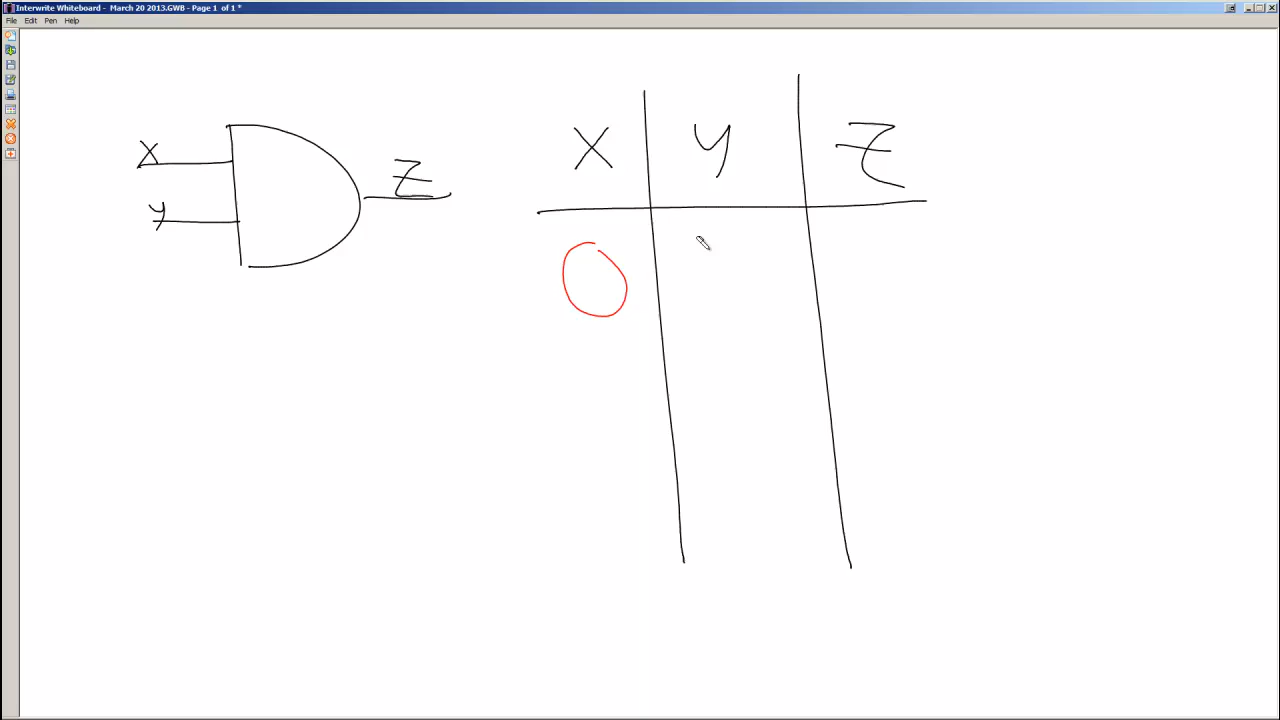 Interwrite Whiteboard - March 20 2013.GWB - Page 1 of 1 *
File Edit Pen Help
X
y
Z
X y Z
0